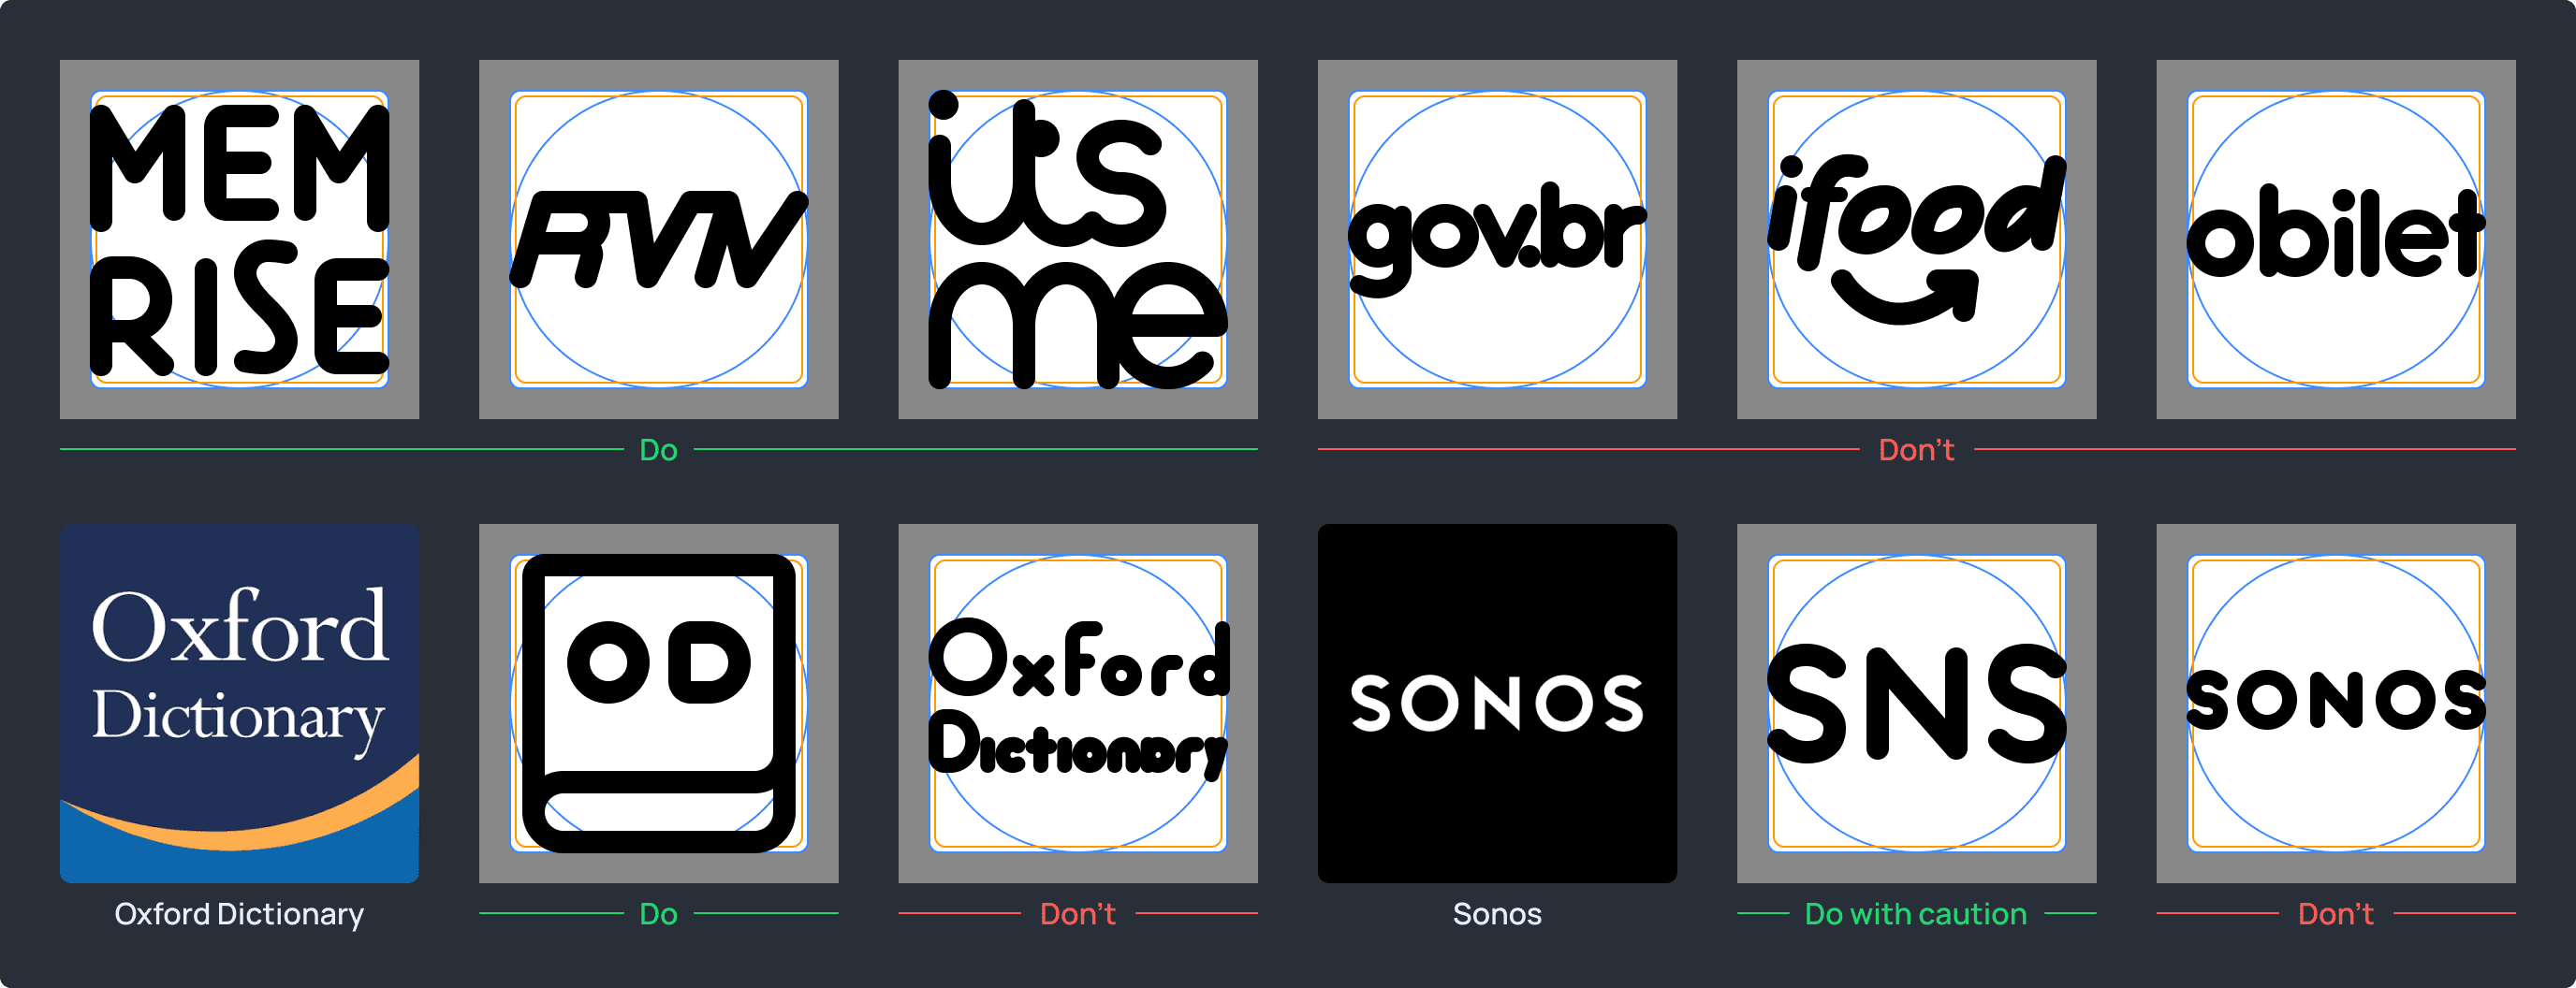 MEM
RISE
RVN
its
me
gov.br
ifood
obilet
Do
Don't
Oxford
Dictionary
OD
Oxford
Dictionary
SONOS
SNS
SONOS
Oxford Dictionary
Do
Don't
Sonos
Do with caution
Don't